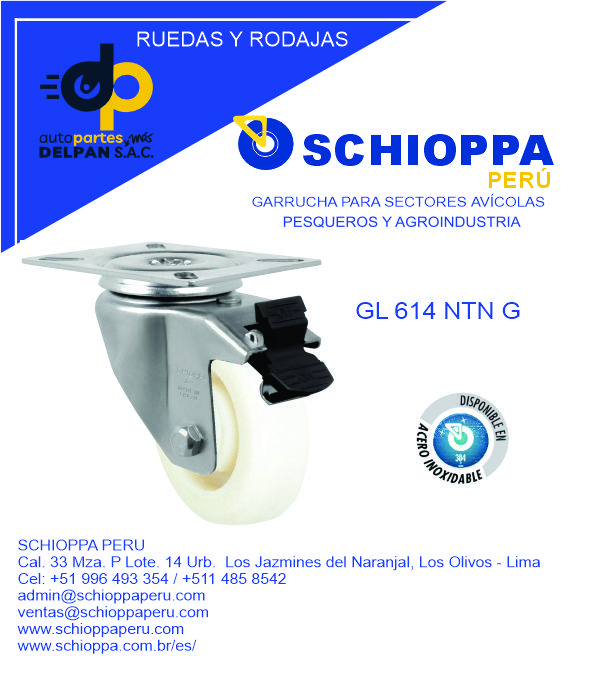 RUEDAS Y RODAJAS
dp
autopartes y más
DELPAN S.A.C.
SCHIOPPA
PERÚ
GARRUCHA PARA SECTORES AVÍCOLAS
PESQUEROS Y AGROINDUSTRIA
GL 614 NTN G
DISPONIBLE EN
304
ACERO INOXIDABLE
SCHIOPPA PERU
Cal. 33 Mza. P Lote. 14 Urb. Los Jazmines del Naranjal, Los Olivos - Lima
Cel: +51 996 493 354 / +511 485 8542
admin@schioppaperu.com
ventas@schioppaperu.com
www.schioppaperu.com
www.schioppa.com.br/es/